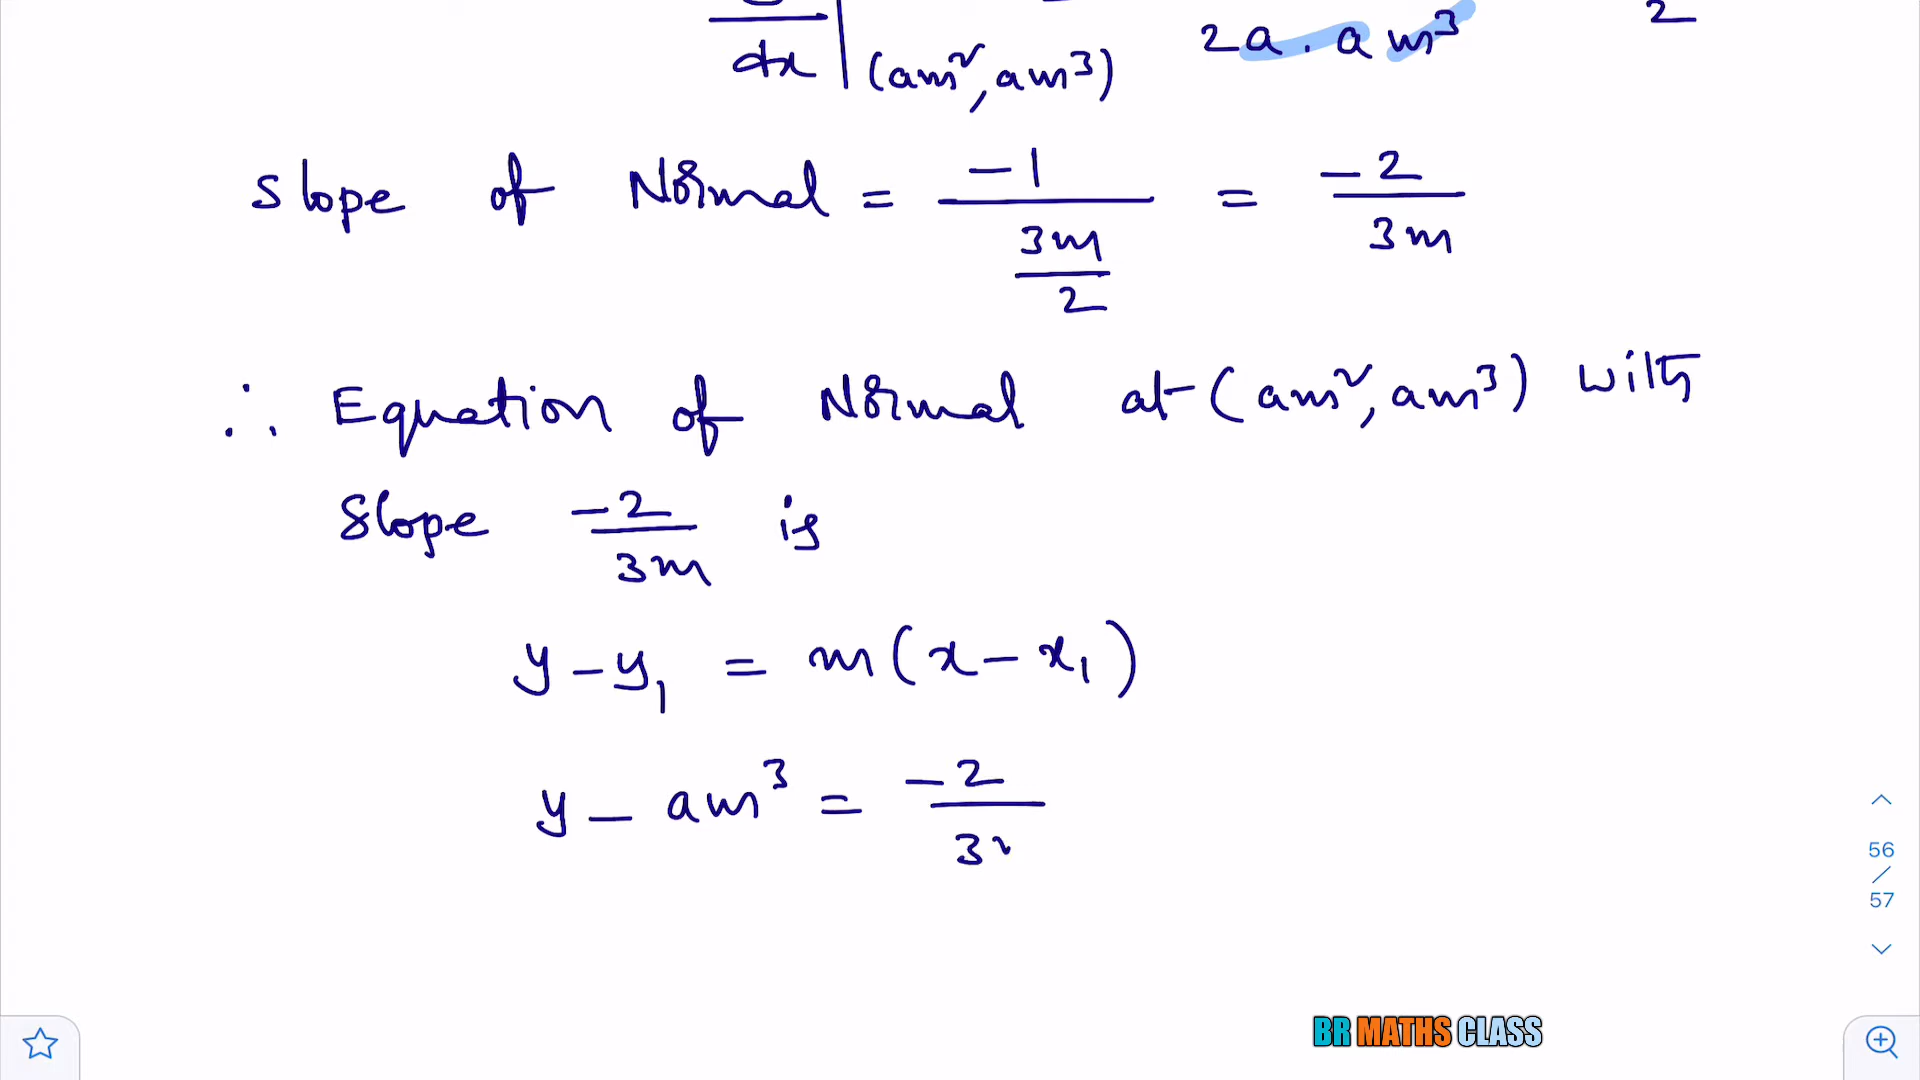 dx | (am², am³) 2a . am³ 2
Slope of Normal = -1 / (3m/2) = -2/3m
∴ Equation of Normal at (am², am³) with
Slope -2/3m is
y - y₁ = m(x - x₁)
y - am³ = -2/3
56
/
57
BR MATHS CLASS